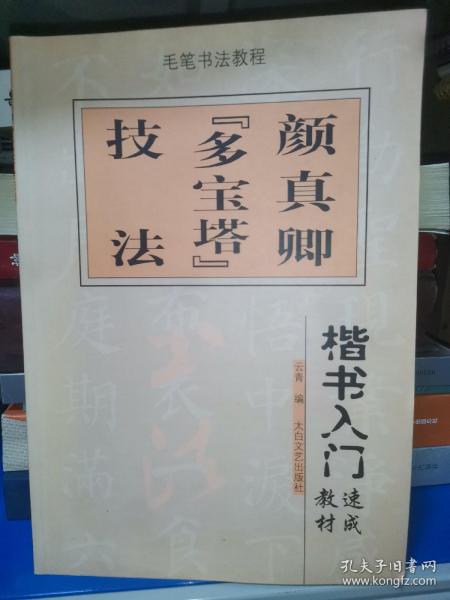 毛笔书法教程
颜真卿
『多宝塔』
技法
楷书入门
速成
教材
云青 编 太白文艺出版社
孔夫子旧书网
www.kongfz.com